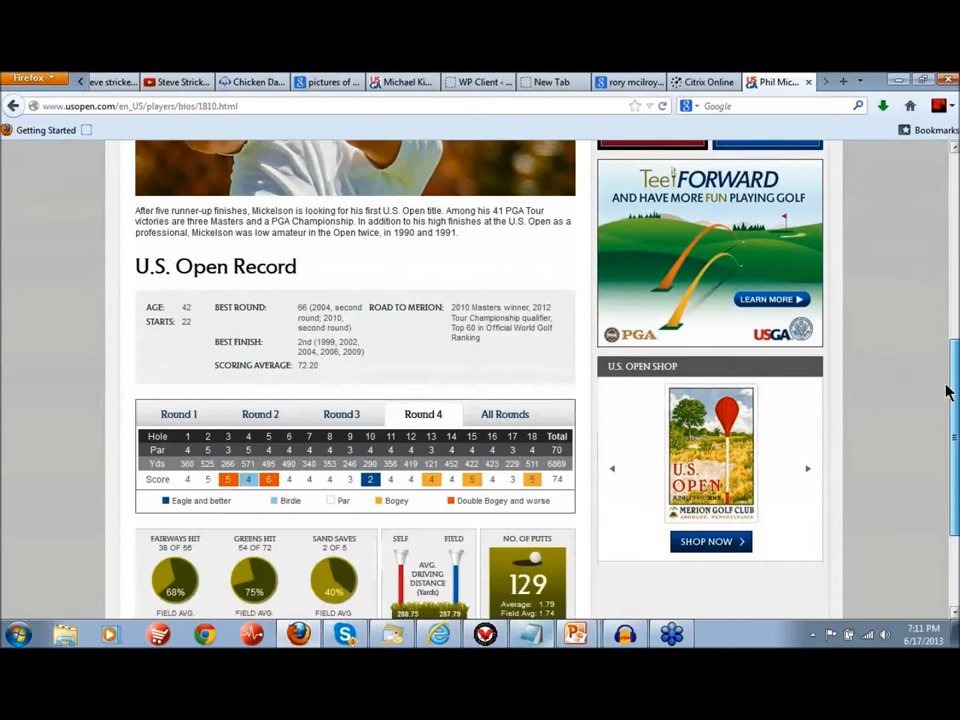 Firefox
eve stricke...
Steve Strick...
Chicken Da...
pictures of ...
Michael Ki...
WP Client ‹ ...
New Tab
rory mcilroy...
Citrix Online
Phil Mic...
www.usopen.com/en_US/players/bios/1810.html
Google
Getting Started
Bookmarks
After five runner-up finishes, Mickelson is looking for his first U.S. Open title. Among his 41 PGA Tour
victories are three Masters and a PGA Championship. In addition to his high finishes at the U.S. Open as a
professional, Mickelson was low amateur in the Open twice, in 1990 and 1991.
U.S. Open Record
AGE: 42
STARTS: 22
BEST ROUND: 66 (2004, second
round; 2010,
second round)
BEST FINISH: 2nd (1999, 2002,
2004, 2006, 2009)
SCORING AVERAGE: 72.20
ROAD TO MERION: 2010 Masters winner, 2012
Tour Championship qualifier,
Top 60 in Official World Golf
Ranking
Round 1 Round 2 Round 3 Round 4 All Rounds
Hole 1 2 3 4 5 6 7 8 9 10 11 12 13 14 15 16 17 18 Total
Par 4 5 3 5 4 4 4 4 3 4 4 4 3 4 4 4 3 4 70
Yds 360 525 266 571 495 490 340 353 246 290 356 419 121 452 422 423 229 511 6869
Score 4 5 5 4 6 4 4 4 3 2 4 4 4 4 5 4 3 5 74
Eagle and better Birdie Par Bogey Double Bogey and worse
FAIRWAYS HIT
38 OF 56
68%
FIELD AVG.
GREENS HIT
54 OF 72
75%
FIELD AVG.
SAND SAVES
2 OF 5
40%
FIELD AVG.
SELF FIELD
AVG.
DRIVING
DISTANCE
(Yards)
288.75 287.79
NO. OF PUTTS
129
Average: 1.79
Field Avg: 1.74
Tee it FORWARD
AND HAVE MORE FUN PLAYING GOLF
LEARN MORE
PGA
USGA
U.S. OPEN SHOP
U.S.
OPEN
MERION GOLF CLUB
ARDMORE, PENNSYLVANIA
SHOP NOW
7:11 PM
6/17/2013